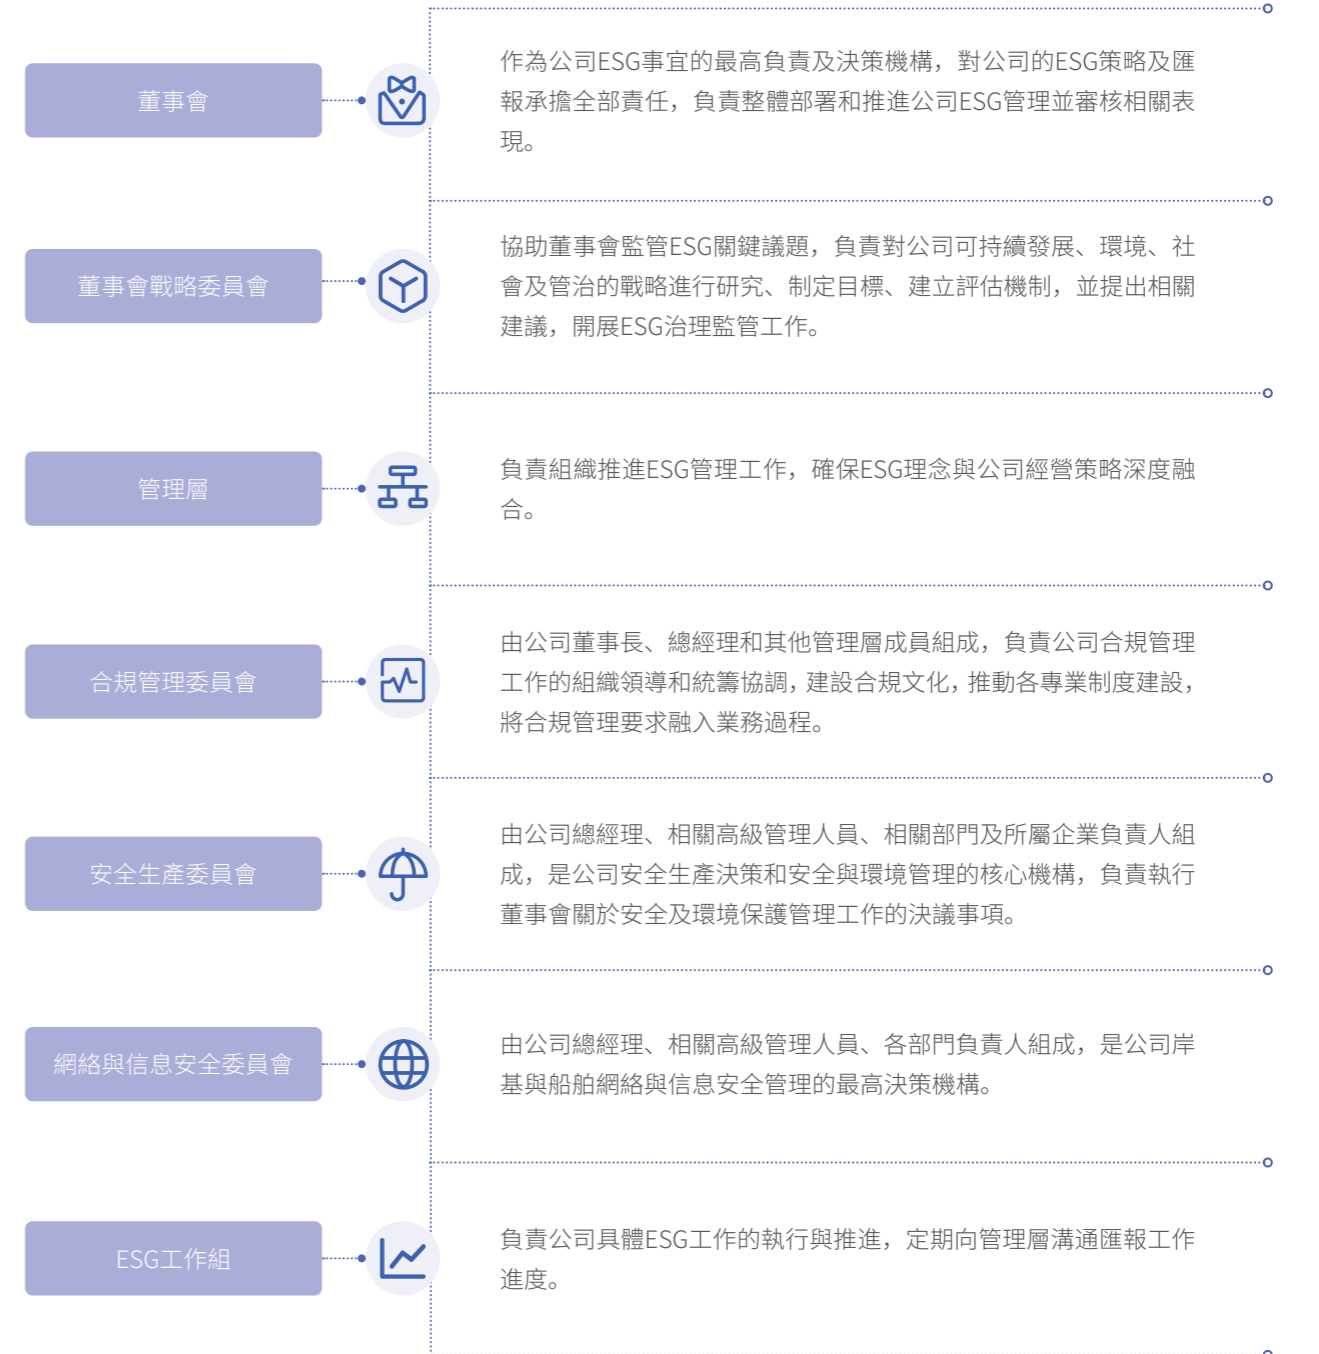 董事會
作為公司ESG事宜的最高負責及決策機構，對公司的ESG策略及匯
報承擔全部責任，負責整體部署和推進公司ESG管理並審核相關表
現。
董事會戰略委員會
協助董事會監管ESG關鍵議題，負責對公司可持續發展、環境、社
會及管治的戰略進行研究、制定目標、建立評估機制，並提出相關
建議，開展ESG治理監管工作。
管理層
負責組織推進ESG管理工作，確保ESG理念與公司經營策略深度融
合。
合規管理委員會
由公司董事長、總經理和其他管理層成員組成，負責公司合規管理
工作的組織領導和統籌協調，建設合規文化，推動各專業制度建設，
將合規管理要求融入業務過程。
安全生產委員會
由公司總經理、相關高級管理人員、相關部門及所屬企業負責人組
成，是公司安全生產決策和安全與環境管理的核心機構，負責執行
董事會關於安全及環境保護管理工作的決議事項。
網絡與信息安全委員會
由公司總經理、相關高級管理人員、各部門負責人組成，是公司岸
基與船舶網絡與信息安全管理的最高決策機構。
ESG工作組
負責公司具體ESG工作的執行與推進，定期向管理層溝通匯報工作
進度。